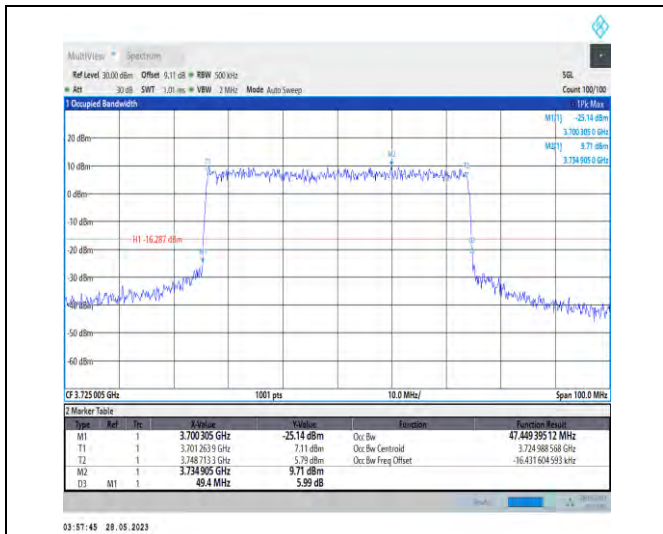 MultiView Spectrum
Ref Level 30.00 dBm Offset 9.11 dB RBW 500 kHz SGL
Att 30 dB SWT 1.01 ms VBW 2 MHz Mode Auto Sweep Count 100/100
1 Occupied Bandwidth 1Pk Max
M1[1] -25.14 dBm
3.700 305 0 GHz
M2[1] 9.71 dBm
3.734 905 0 GHz
20 dBm
10 dBm
0 dBm
-10 dBm
H1 -16.287 dBm
-20 dBm
-30 dBm
-40 dBm
-50 dBm
-60 dBm
M2
CF 3.725 005 GHz 1001 pts 10.0 MHz/ Span 100.0 MHz
2 Marker Table
Type Ref Trc X-Value Y-Value Function Function Result
M1 1 3.700 305 GHz -25.14 dBm Occ Bw 47.449 395 12 MHz
T1 1 3.701 263 9 GHz 7.11 dBm Occ Bw Centroid 3.724 988 568 GHz
T2 1 3.748 713 3 GHz 5.79 dBm Occ Bw Freq Offset -16.431 604 593 kHz
M2 1 3.734 905 GHz 9.71 dBm
D3 M1 1 49.4 MHz 5.99 dB
03:57:45 28.05.2023